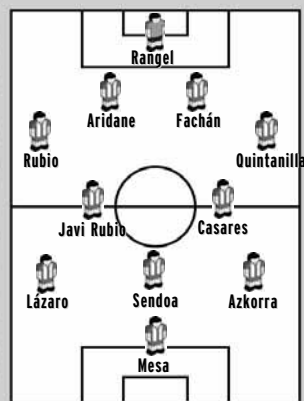 Rangel
Aridane Fachán
Rubio Quintanilla
Javi Rubio Casares
Lázaro Sendoa Azkorra
Mesa